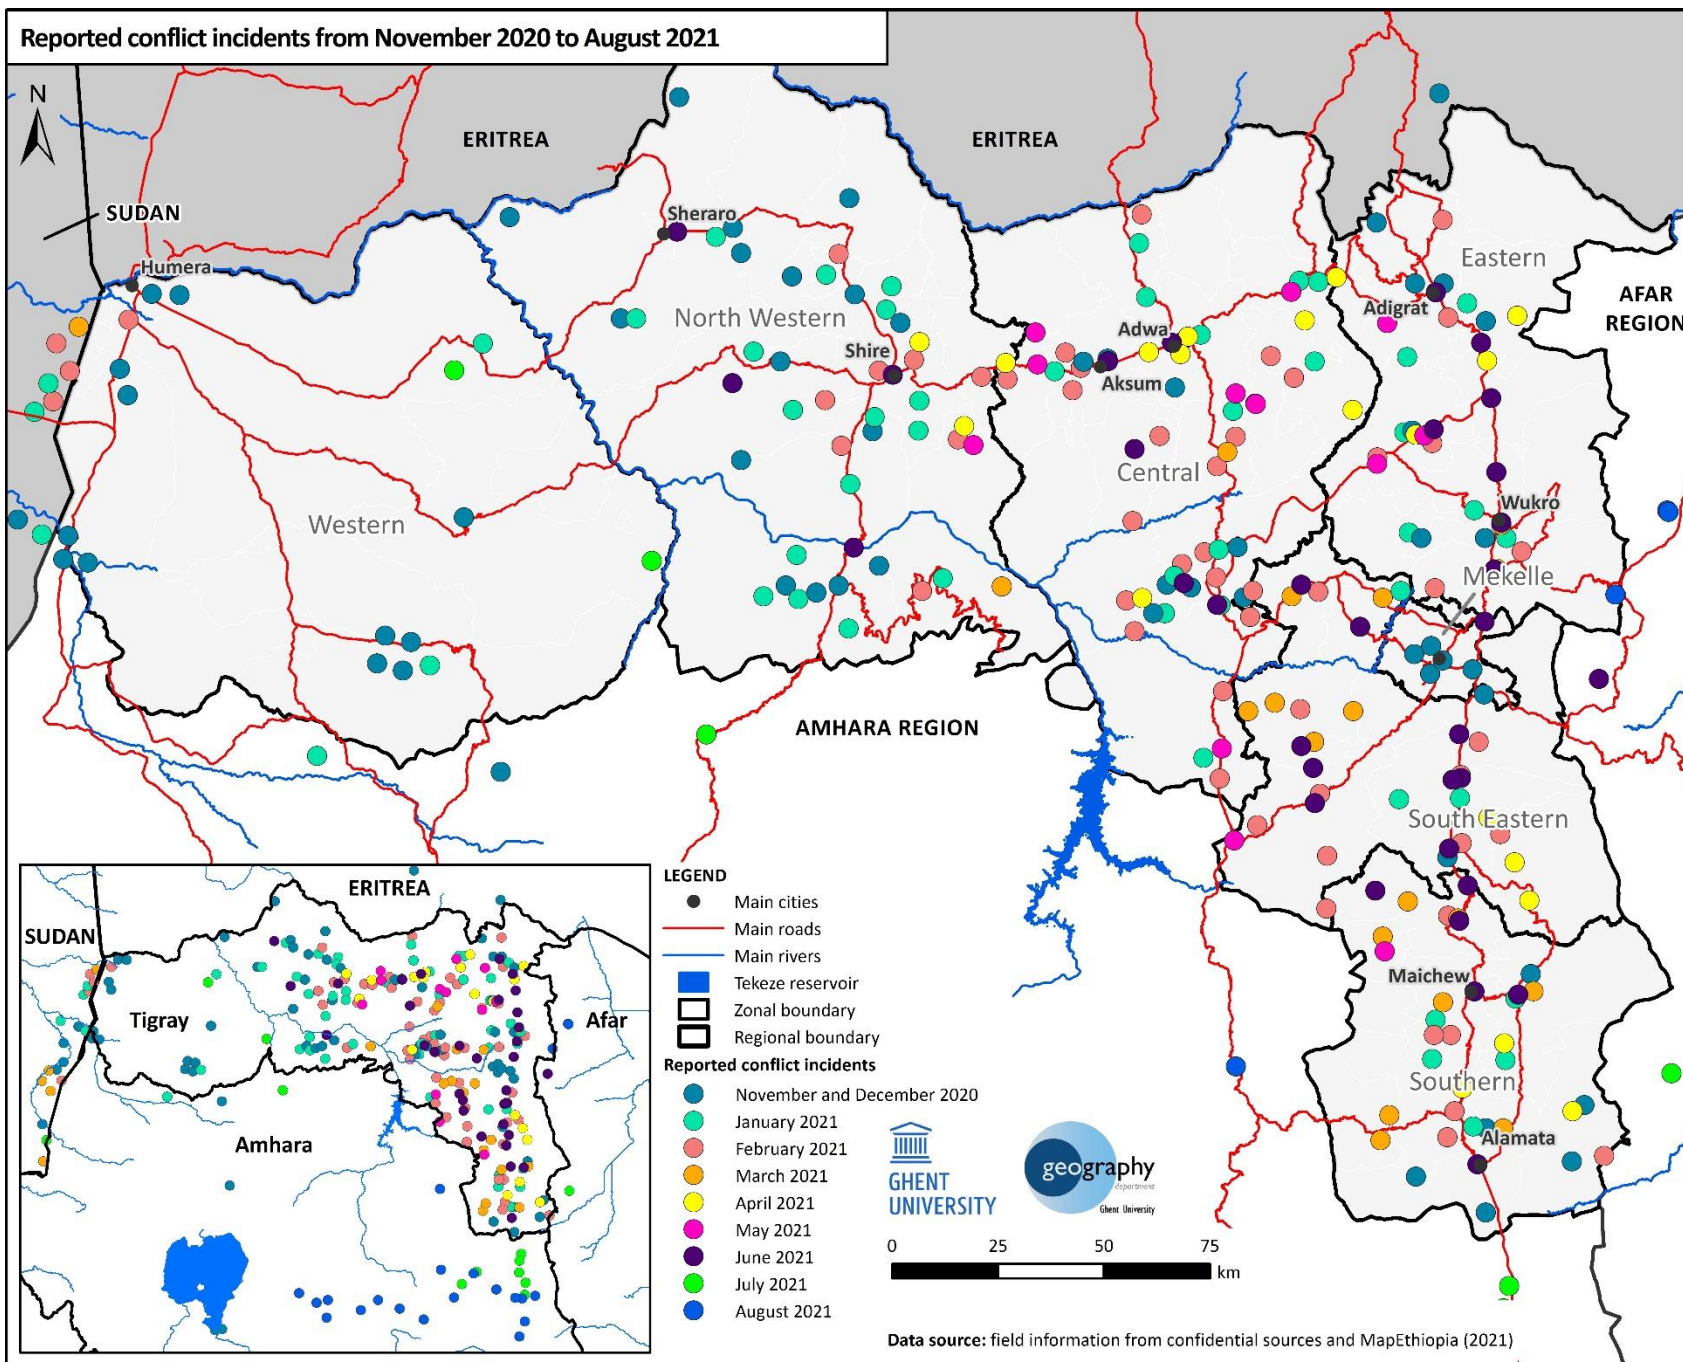 Reported conflict incidents from November 2020 to August 2021
N
ERITREA
ERITREA
SUDAN
Sheraro
Humera
Eastern
AFAR
REGION
North Western
Adwa
Adigrat
Shire
Aksum
Central
Western
Wukro
Mekelle
AMHARA REGION
South Eastern
Maichew
Southern
Alamata
ERITREA
SUDAN
Tigray
Afar
Amhara
LEGEND
Main cities
Main roads
Main rivers
Tekeze reservoir
Zonal boundary
Regional boundary
Reported conflict incidents
November and December 2020
January 2021
February 2021
March 2021
April 2021
May 2021
June 2021
July 2021
August 2021
GHENT
UNIVERSITY
geography
department
Ghent University
0 25 50 75
km
Data source: field information from confidential sources and MapEthiopia (2021)